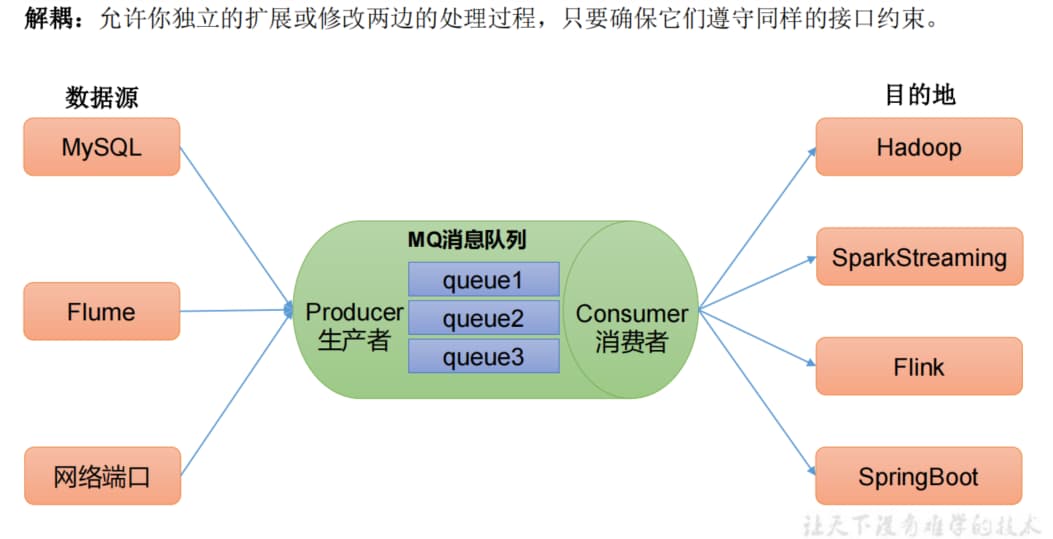 解耦：允许你独立的扩展或修改两边的处理过程，只要确保它们遵守同样的接口约束。
数据源
目的地
MySQL
Hadoop
MQ消息队列
SparkStreaming
queue1
Flume
Producer
生产者
queue2
Consumer
消费者
queue3
Flink
网络端口
SpringBoot
让天下没有难学的技术